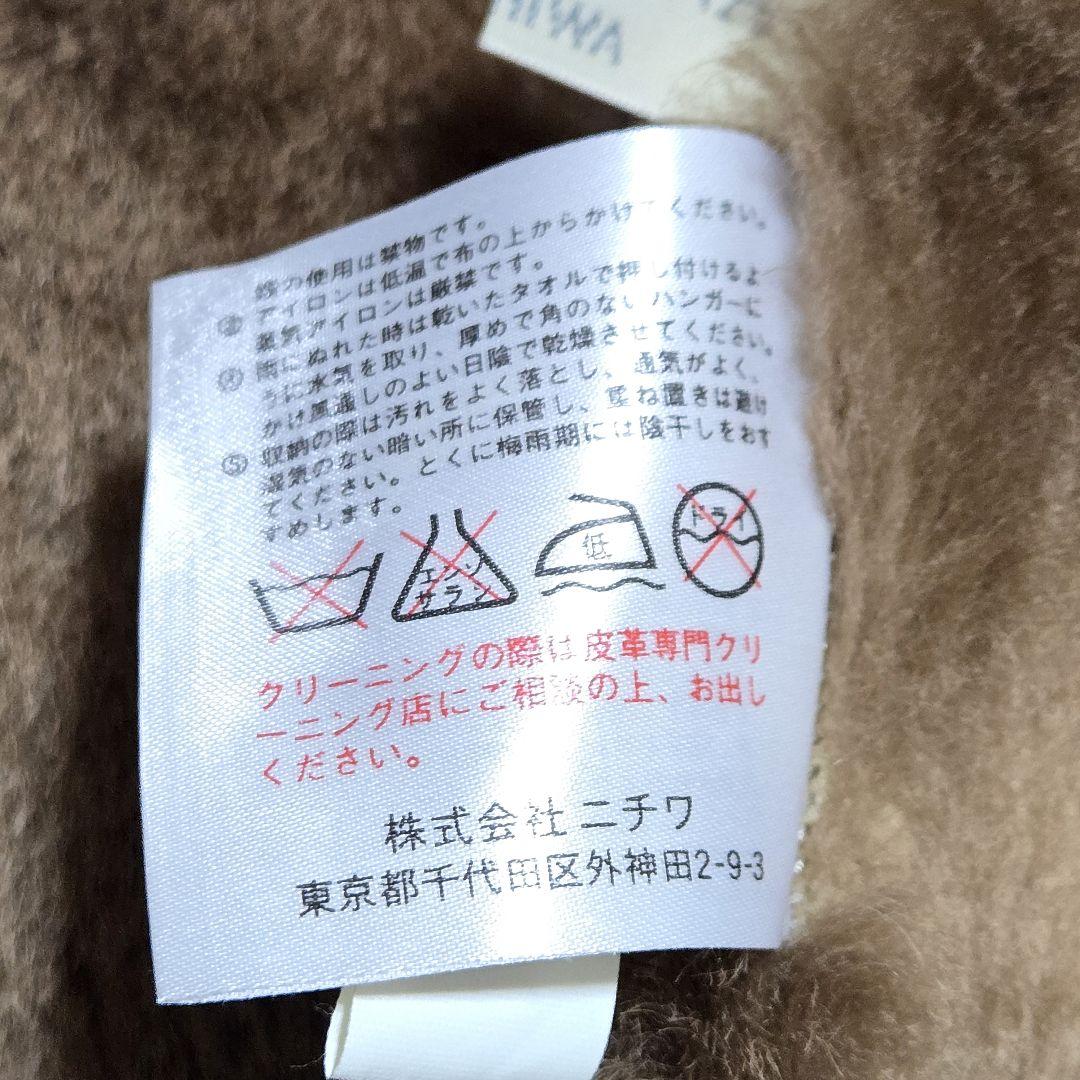 の使用は禁物です。
アイロンは低温で布の上からかけてください。
蒸気アイロンは厳禁です。
④ 雨にぬれた時は乾いたタオルで押し付けるよ
うに水気を取り、厚めで角のないハンガーに
かけ風通しのよい日陰で乾燥させてください。
⑤ 収納の際は汚れをよく落とし、通気がよく、
湿気のない暗い所に保管し、重ね置きは避け
てください。とくに梅雨期には陰干しをおす
すめします。
エンソ
サラシ
低
ドライ
クリーニングの際は皮革専門クリ
ーニング店にご相談の上、お出し
ください。
株式会社ニチワ
東京都千代田区外神田2-9-3